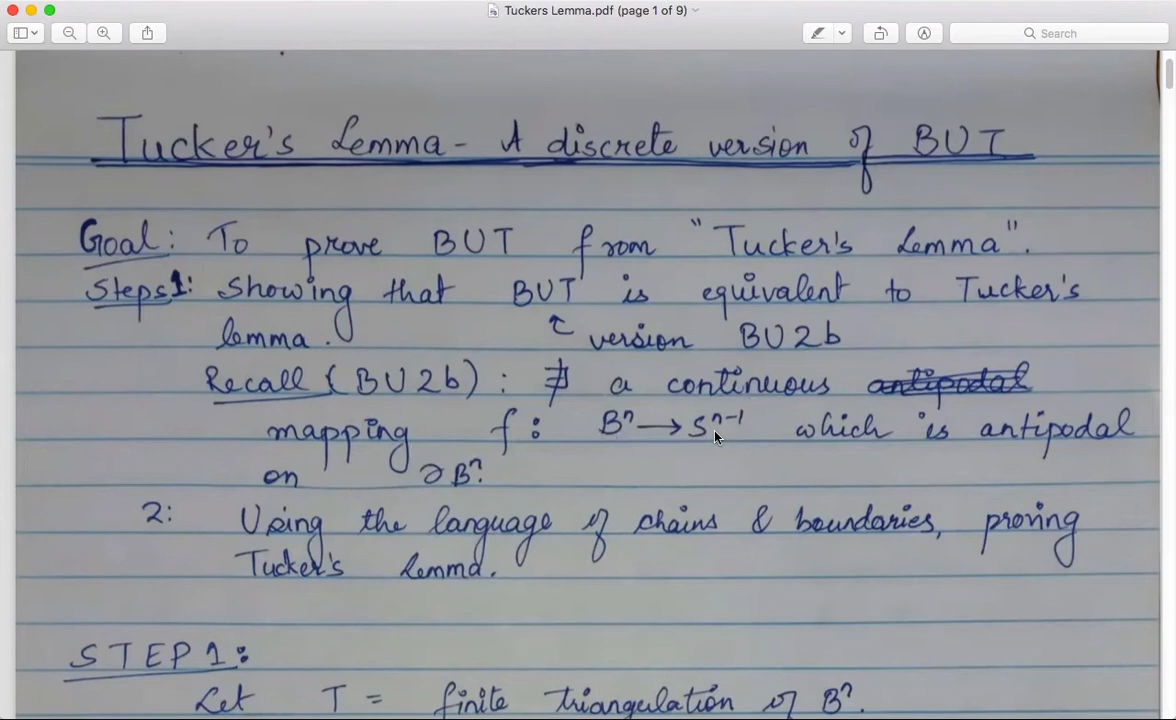 Tuckers Lemma.pdf (page 1 of 9)
Search
Tucker's Lemma - A discrete version of BUT
Goal: To prove BUT from "Tucker's Lemma".
Steps 1: Showing that BUT is equivalent to Tucker's
lemma. version BU2b
Recall (BU2b): ∄ a continuous antipodal
mapping f: Bⁿ → Sⁿ⁻¹ which is antipodal
on ∂Bⁿ.
2: Using the language of chains & boundaries, proving
Tucker's Lemma.
STEP 1:
Let T = finite triangulation of Bⁿ.